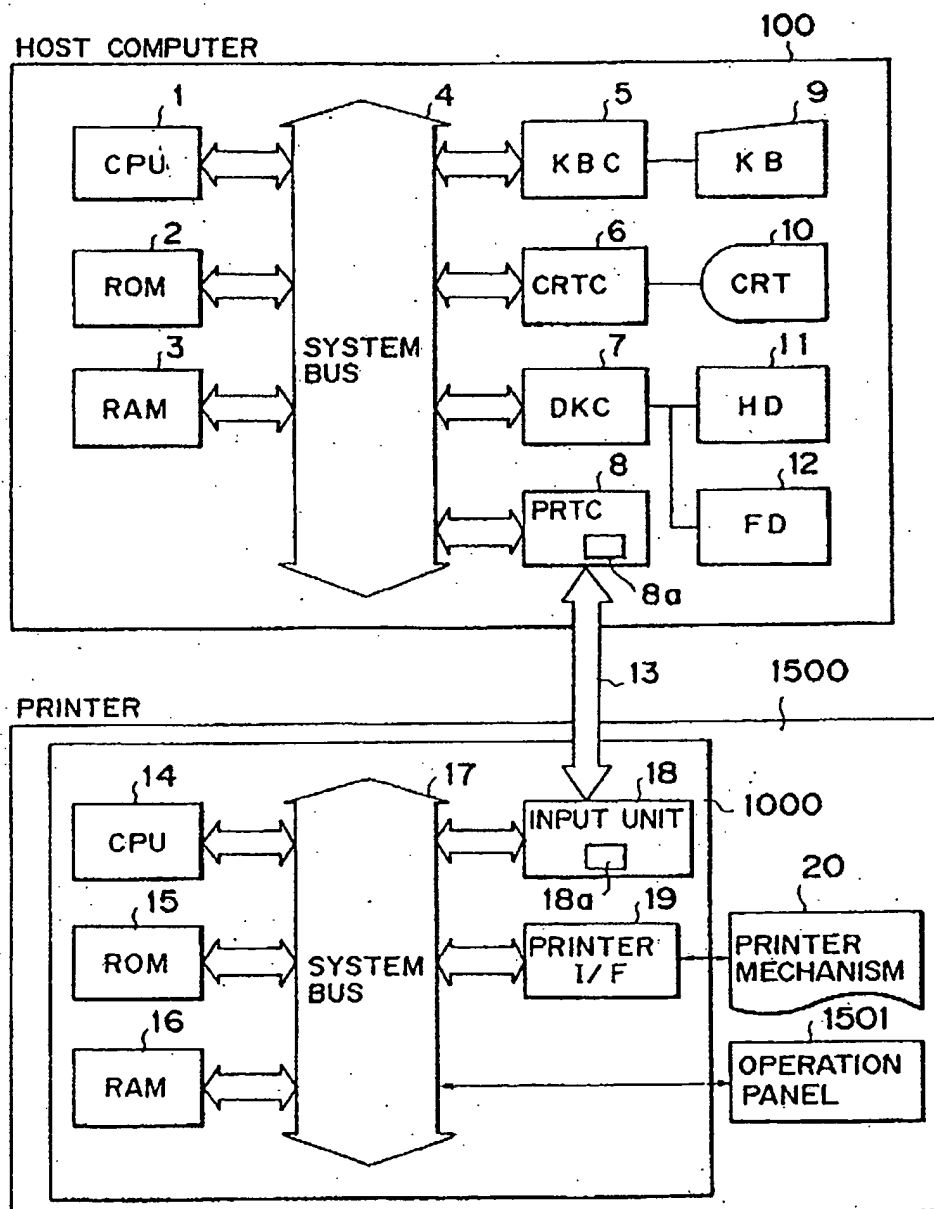 100
HOST COMPUTER
1
4
5
9
CPU
KBC
KB
2
6
10
ROM
CRTC
CRT
3
SYSTEM
BUS
7
11
RAM
DKC
HD
8
12
PRTC
FD
8a
13
1500
PRINTER
14
17
18
1000
CPU
INPUT UNIT
18a
15
19
20
ROM
SYSTEM
BUS
PRINTER
I/F
PRINTER
MECHANISM
16
1501
RAM
OPERATION
PANEL